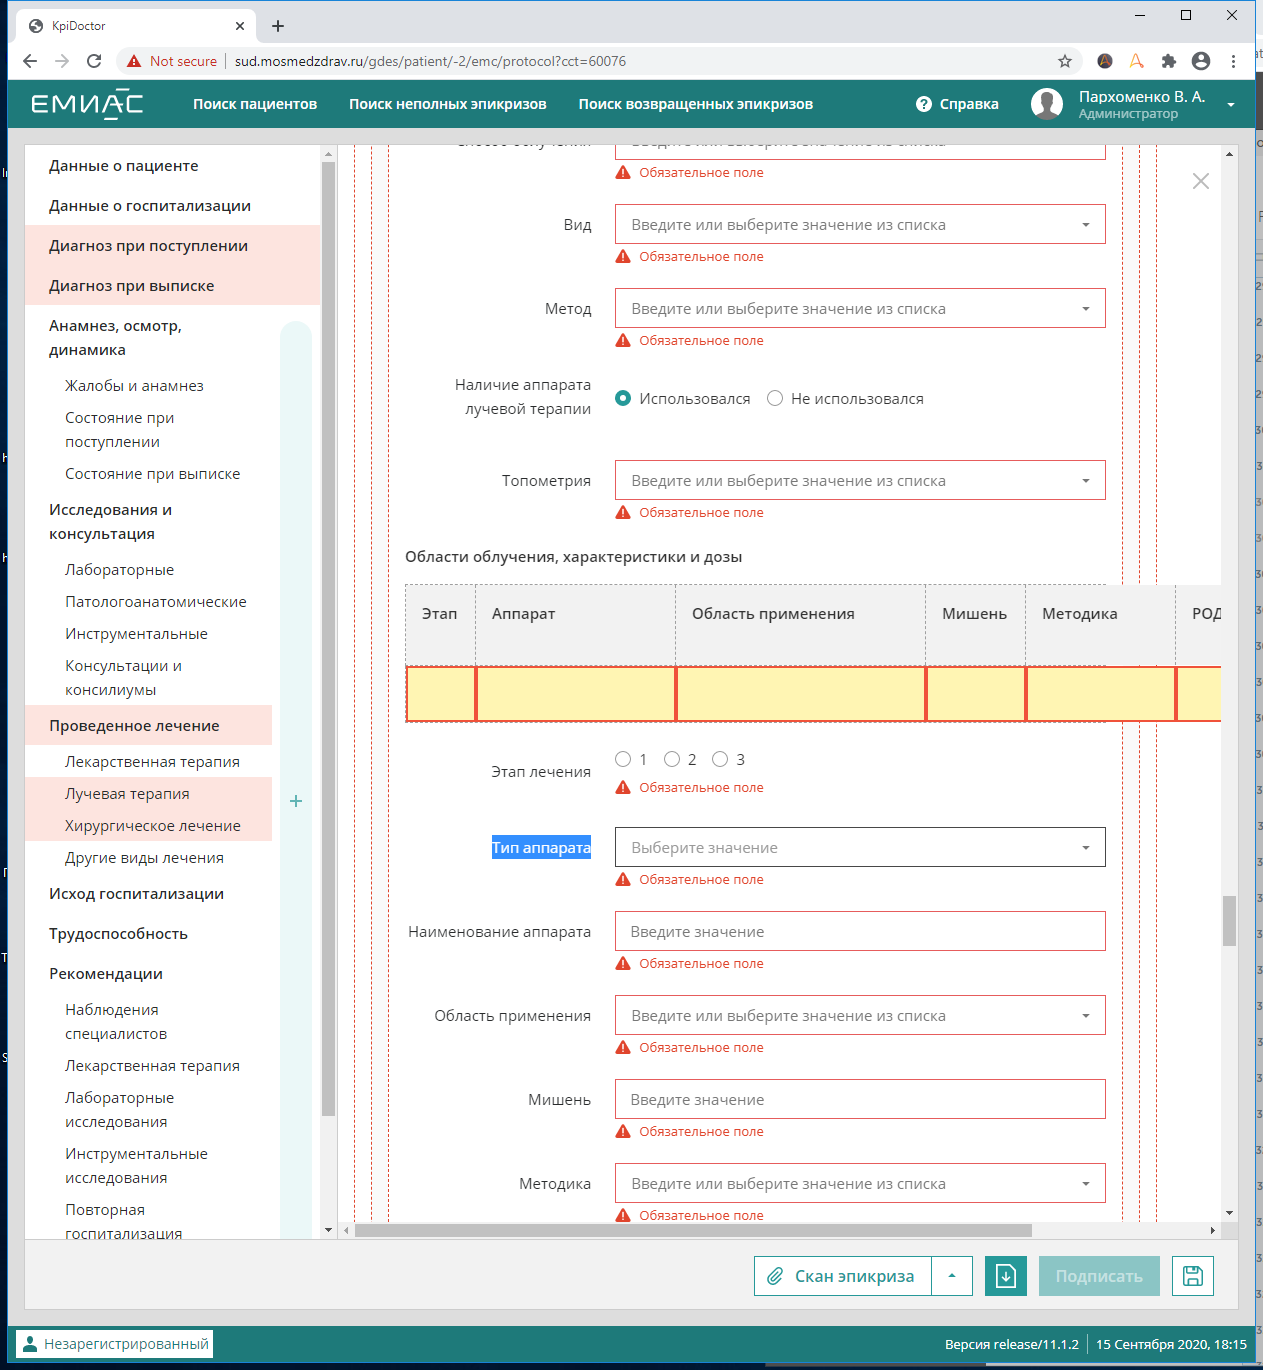 KpiDoctor
Not secure
sud.mosmedzdrav.ru/gdes/patient/-2/emc/protocol?cct=60076
ЕМИАС
Поиск пациентов
Поиск неполных эпикризов
Поиск возвращенных эпикризов
Справка
Пархоменко В. А.
Администратор
Данные о пациенте
Данные о госпитализации
Диагноз при поступлении
Диагноз при выписке
Анамнез, осмотр,
динамика
Жалобы и анамнез
Состояние при
поступлении
Состояние при выписке
Исследования и
консультация
Лабораторные
Патологоанатомические
Инструментальные
Консультации и
консилиумы
Проведенное лечение
Лекарственная терапия
Лучевая терапия
Хирургическое лечение
Другие виды лечения
Исход госпитализации
Трудоспособность
Рекомендации
Наблюдения
специалистов
Лекарственная терапия
Лабораторные
исследования
Инструментальные
исследования
Повторная
госпитализация
Обязательное поле
Вид
Введите или выберите значение из списка
Обязательное поле
Метод
Введите или выберите значение из списка
Обязательное поле
Наличие аппарата
лучевой терапии
Использовался
Не использовался
Топометрия
Введите или выберите значение из списка
Обязательное поле
Области облучения, характеристики и дозы
Этап
Аппарат
Область применения
Мишень
Методика
РОД
Этап лечения
1
2
3
Обязательное поле
Тип аппарата
Выберите значение
Обязательное поле
Наименование аппарата
Введите значение
Обязательное поле
Область применения
Введите или выберите значение из списка
Обязательное поле
Мишень
Введите значение
Обязательное поле
Методика
Введите или выберите значение из списка
Обязательное поле
Скан эпикриза
Подписать
Незарегистрированный
Версия release/11.1.2
15 Сентября 2020, 18:15